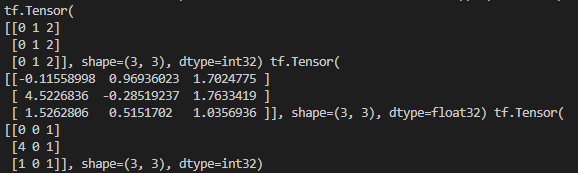 tf.Tensor(
[[0 1 2]
 [0 1 2]
 [0 1 2]], shape=(3, 3), dtype=int32) tf.Tensor(
[[-0.11558998  0.96936023  1.7024775 ]
 [ 4.5226836  -0.28519237  1.7633419 ]
 [ 1.5262806   0.5151702   1.0356936 ]], shape=(3, 3), dtype=float32) tf.Tensor(
[[0 0 1]
 [4 0 1]
 [1 0 1]], shape=(3, 3), dtype=int32)